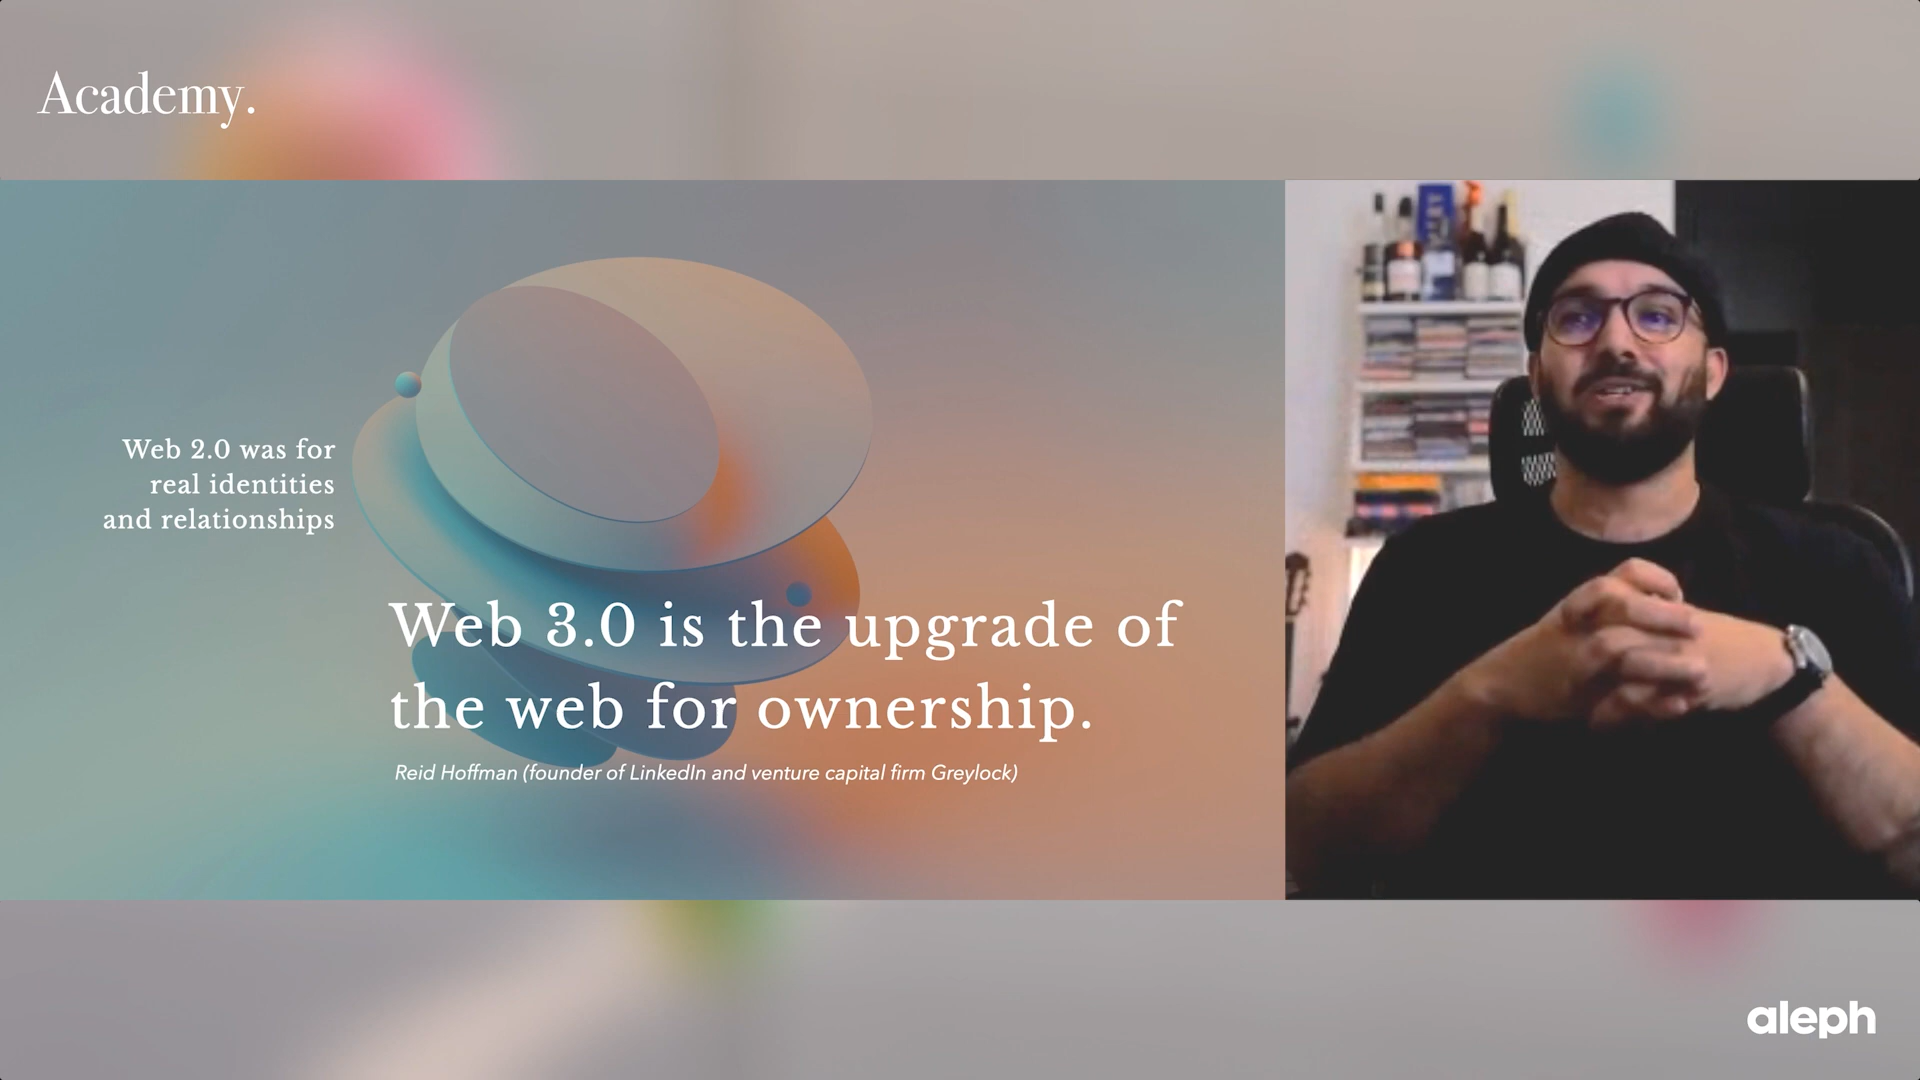 Academy.
Web 2.0 was for
real identities
and relationships
Web 3.0 is the upgrade of
the web for ownership.
Reid Hoffman (founder of LinkedIn and venture capital firm Greylock)
aleph